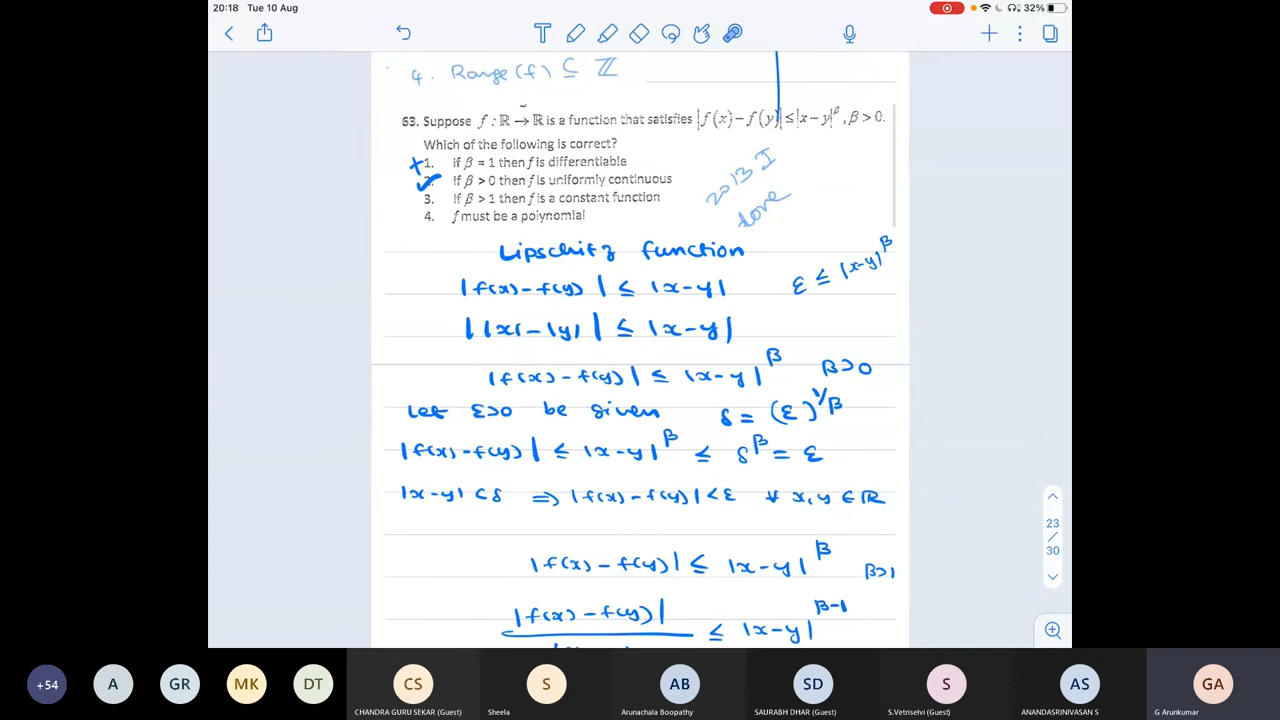 20:18 Tue 10 Aug
32%
4. Range(f) ⊆ ℤ
63. Suppose f : ℝ → ℝ is a function that satisfies |f(x) – f(y)| ≤ |x – y|^β, β > 0.
Which of the following is correct?
1. If β = 1 then f is differentiable
2. If β > 0 then f is uniformly continuous
3. If β > 1 then f is a constant function
4. f must be a polynomial
2013 I
done
Lipschitz function
|f(x) – f(y)| ≤ |x – y|
ε ≤ |x–y|^β
||x| – |y|| ≤ |x – y|
|f(x) – f(y)| ≤ |x – y|^β β>0
Let ε>0 be given δ = (ε)^1/β
|f(x) – f(y)| ≤ |x – y|^β ≤ δ^β = ε
|x – y| < δ ⇒ |f(x) – f(y)| < ε ∀ x, y ∈ ℝ
|f(x) – f(y)| ≤ |x – y|^β β>1
|f(x) – f(y)| ≤ |x – y|^β–1
23
/
30
+54 A GR MK DT CS S AB SD S AS GA
CHANDRA GURU SEKAR (Guest) Sheela Arunachala Boopathy SAURABH DHAR (Guest) S.Vetriselvi (Guest) ANANDASRINIVASAN S G Arunkumar